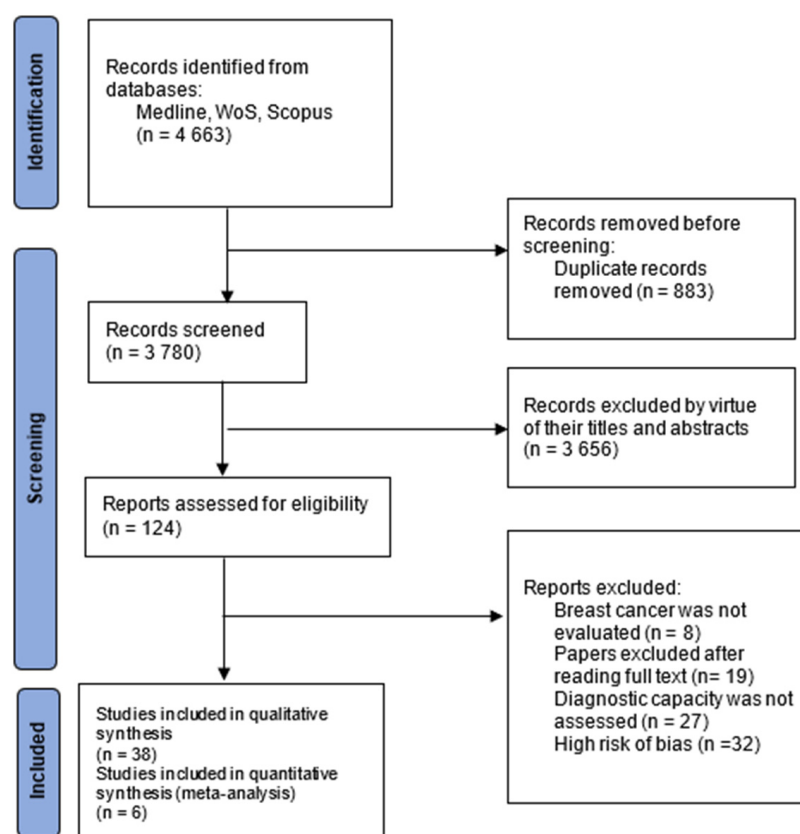 Identification
Records identified from
databases:
Medline, WoS, Scopus
(n = 4 663)
Records removed before
screening:
Duplicate records
removed (n = 883)
Screening
Records screened
(n = 3 780)
Records excluded by virtue
of their titles and abstracts
(n = 3 656)
Reports assessed for eligibility
(n = 124)
Reports excluded:
Breast cancer was not
evaluated (n = 8)
Papers excluded after
reading full text (n= 19)
Diagnostic capacity was not
assessed (n = 27)
High risk of bias (n =32)
Included
Studies included in qualitative
synthesis
(n = 38)
Studies included in quantitative
synthesis (meta-analysis)
(n = 6)